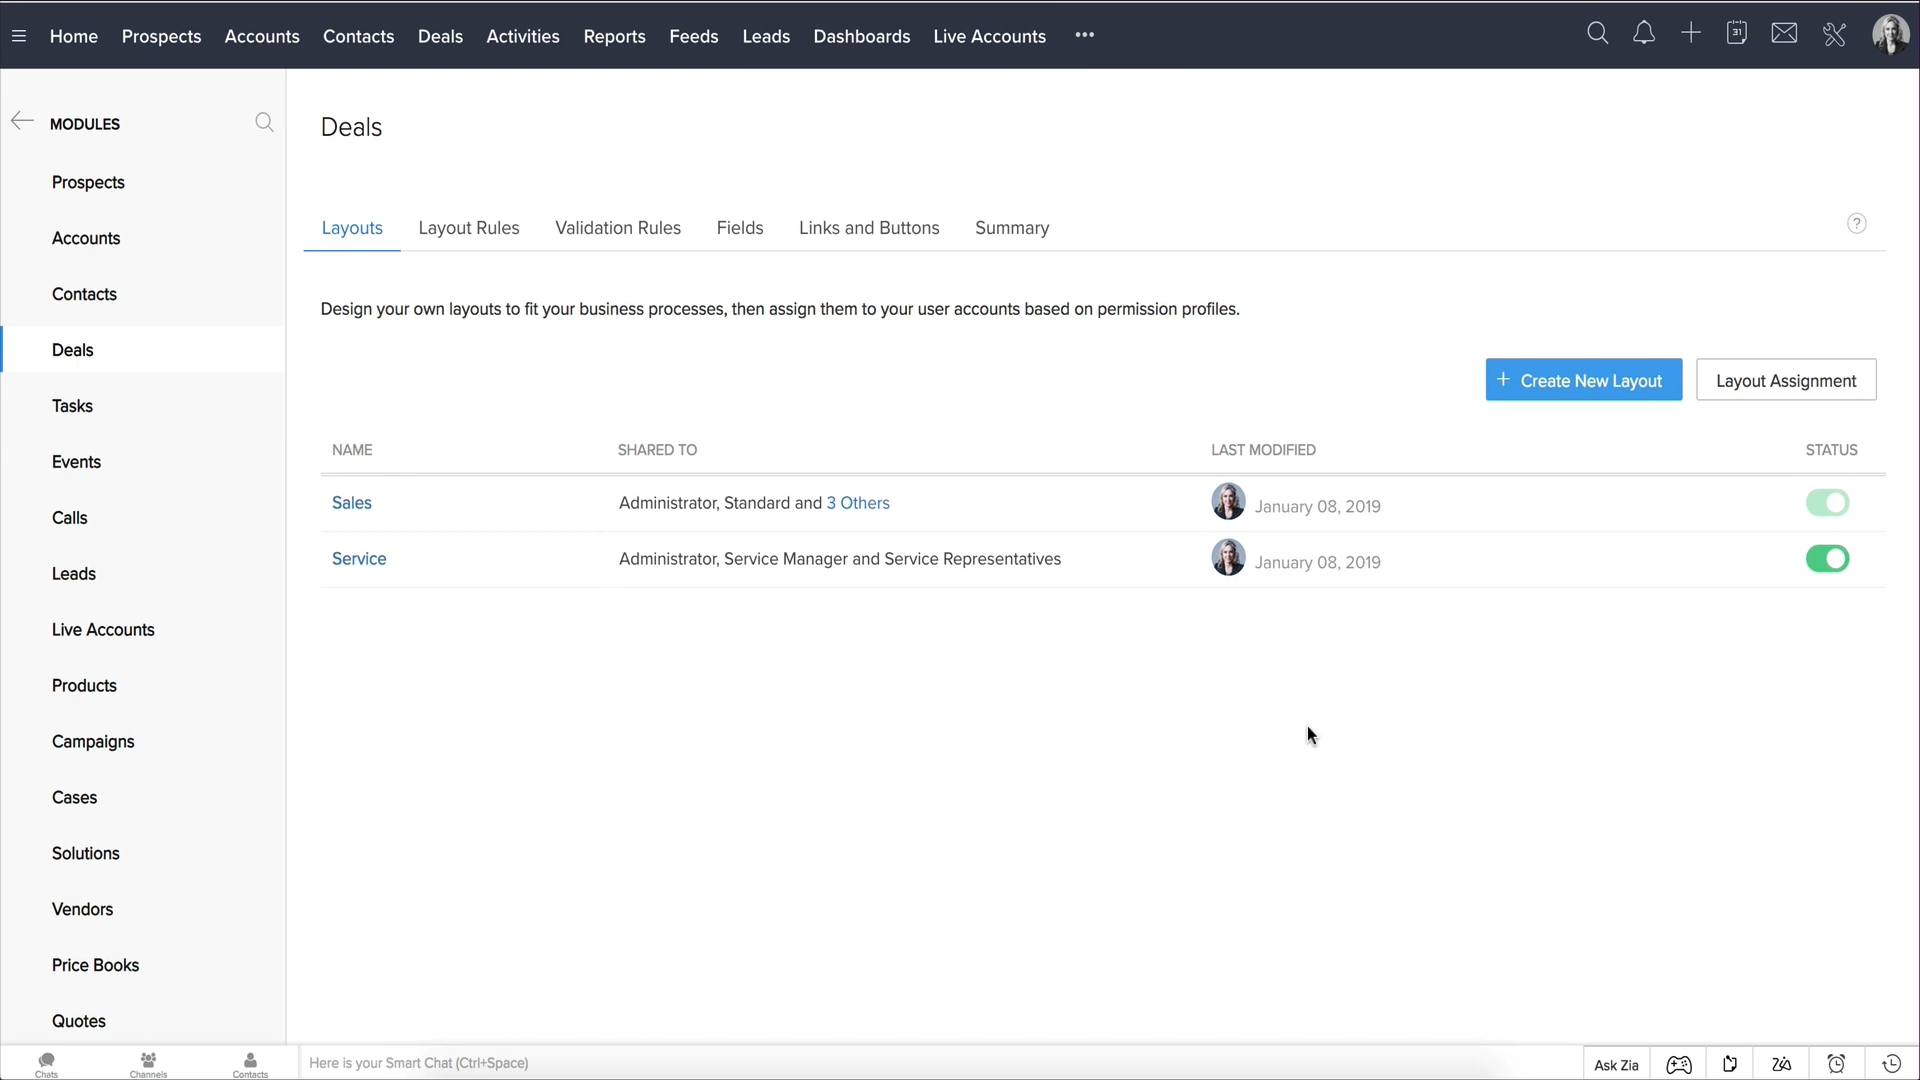 Home Prospects Accounts Contacts Deals Activities Reports Feeds Leads Dashboards Live Accounts •••
31
MODULES
Prospects
Accounts
Contacts
Deals
Tasks
Events
Calls
Leads
Live Accounts
Products
Campaigns
Cases
Solutions
Vendors
Price Books
Quotes
Deals
Layouts Layout Rules Validation Rules Fields Links and Buttons Summary
?
Design your own layouts to fit your business processes, then assign them to your user accounts based on permission profiles.
+ Create New Layout Layout Assignment
NAME SHARED TO LAST MODIFIED STATUS
Sales Administrator, Standard and 3 Others January 08, 2019
Service Administrator, Service Manager and Service Representatives January 08, 2019
Chats Channels Contacts Here is your Smart Chat (Ctrl+Space) Ask Zia